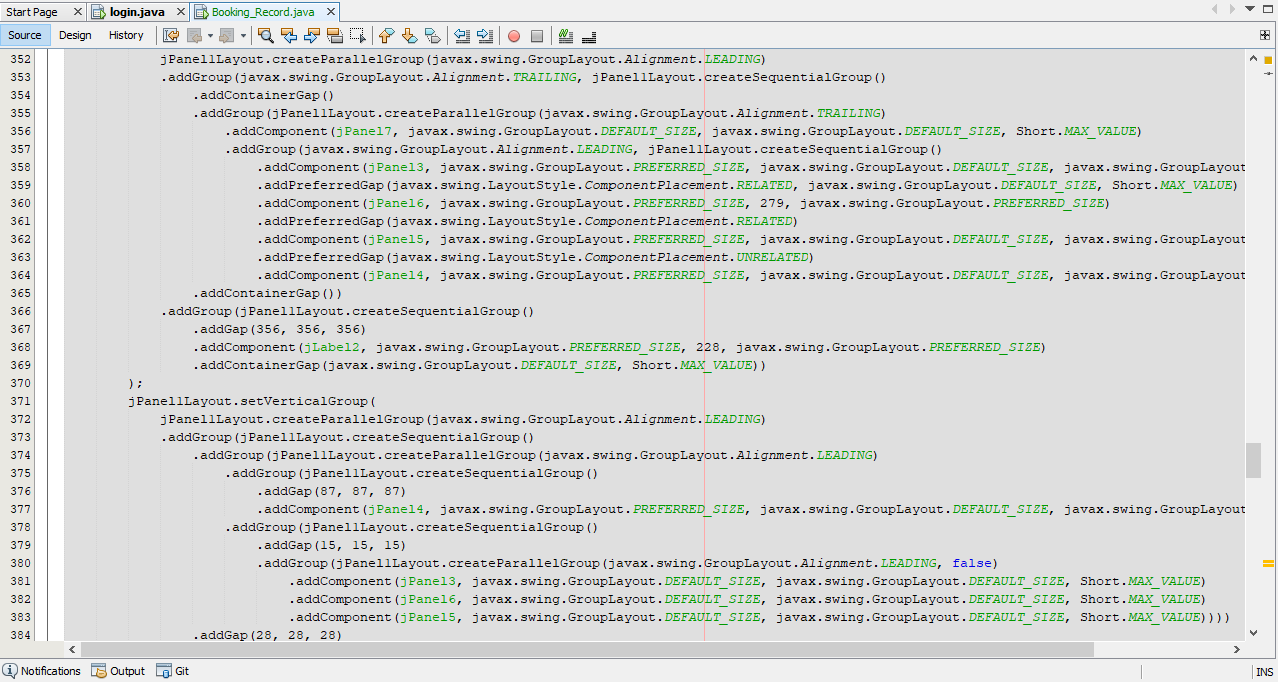 Start Page login.java Booking_Record.java
Source Design History
352 jPanel1Layout.createParallelGroup(javax.swing.GroupLayout.Alignment.LEADING)
353 .addGroup(javax.swing.GroupLayout.Alignment.TRAILING, jPanel1Layout.createSequentialGroup()
354 .addContainerGap()
355 .addGroup(jPanel1Layout.createParallelGroup(javax.swing.GroupLayout.Alignment.TRAILING)
356 .addComponent(jPanel7, javax.swing.GroupLayout.DEFAULT_SIZE, javax.swing.GroupLayout.DEFAULT_SIZE, Short.MAX_VALUE)
357 .addGroup(javax.swing.GroupLayout.Alignment.LEADING, jPanel1Layout.createSequentialGroup()
358 .addComponent(jPanel3, javax.swing.GroupLayout.PREFERRED_SIZE, javax.swing.GroupLayout.DEFAULT_SIZE, javax.swing.GroupLayout
359 .addPreferredGap(javax.swing.LayoutStyle.ComponentPlacement.RELATED, javax.swing.GroupLayout.DEFAULT_SIZE, Short.MAX_VALUE)
360 .addComponent(jPanel6, javax.swing.GroupLayout.PREFERRED_SIZE, 279, javax.swing.GroupLayout.PREFERRED_SIZE)
361 .addPreferredGap(javax.swing.LayoutStyle.ComponentPlacement.RELATED)
362 .addComponent(jPanel5, javax.swing.GroupLayout.PREFERRED_SIZE, javax.swing.GroupLayout.DEFAULT_SIZE, javax.swing.GroupLayout
363 .addPreferredGap(javax.swing.LayoutStyle.ComponentPlacement.UNRELATED)
364 .addComponent(jPanel4, javax.swing.GroupLayout.PREFERRED_SIZE, javax.swing.GroupLayout.DEFAULT_SIZE, javax.swing.GroupLayout
365 .addContainerGap())
366 .addGroup(jPanel1Layout.createSequentialGroup()
367 .addGap(356, 356, 356)
368 .addComponent(jLabel2, javax.swing.GroupLayout.PREFERRED_SIZE, 228, javax.swing.GroupLayout.PREFERRED_SIZE)
369 .addContainerGap(javax.swing.GroupLayout.DEFAULT_SIZE, Short.MAX_VALUE))
370 );
371 jPanel1Layout.setVerticalGroup(
372 jPanel1Layout.createParallelGroup(javax.swing.GroupLayout.Alignment.LEADING)
373 .addGroup(jPanel1Layout.createSequentialGroup()
374 .addGroup(jPanel1Layout.createParallelGroup(javax.swing.GroupLayout.Alignment.LEADING)
375 .addGroup(jPanel1Layout.createSequentialGroup()
376 .addGap(87, 87, 87)
377 .addComponent(jPanel4, javax.swing.GroupLayout.PREFERRED_SIZE, javax.swing.GroupLayout.DEFAULT_SIZE, javax.swing.GroupLayout
378 .addGroup(jPanel1Layout.createSequentialGroup()
379 .addGap(15, 15, 15)
380 .addGroup(jPanel1Layout.createParallelGroup(javax.swing.GroupLayout.Alignment.LEADING, false)
381 .addComponent(jPanel3, javax.swing.GroupLayout.DEFAULT_SIZE, javax.swing.GroupLayout.DEFAULT_SIZE, Short.MAX_VALUE)
382 .addComponent(jPanel6, javax.swing.GroupLayout.DEFAULT_SIZE, javax.swing.GroupLayout.DEFAULT_SIZE, Short.MAX_VALUE)
383 .addComponent(jPanel5, javax.swing.GroupLayout.DEFAULT_SIZE, javax.swing.GroupLayout.DEFAULT_SIZE, Short.MAX_VALUE))))
384 .addGap(28, 28, 28)
Notifications Output Git INS